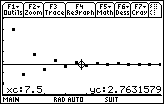 F1▾ F2▾ F3 F4 F5▾ F6▾ F7▾
Tools Zoom Trace ReGraph Math Draw
xc:7.5 yc:2.7631579
MAIN RAD AUTO SUIT